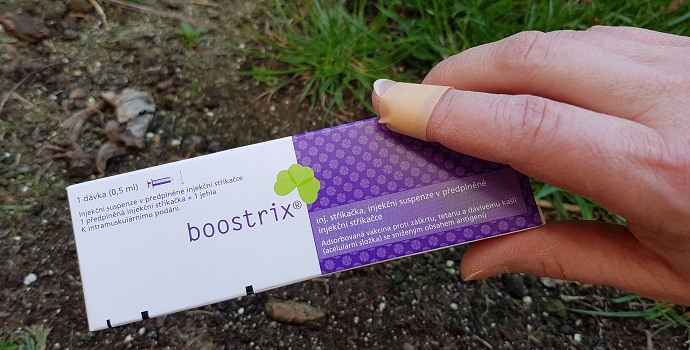 1 dávka (0,5 ml)
Injekční suspenze v předplněné injekční stříkačce
1 předplněná injekční stříkačka + 1 jehla
K intramuskulárnímu podání.
boostrix®
inj. stříkačka, injekční suspenze v předplněné
injekční stříkačce
Adsorbovaná vakcína proti záškrtu, tetanu a dávivému kašli
(acelulární složka) se sníženým obsahem antigenů